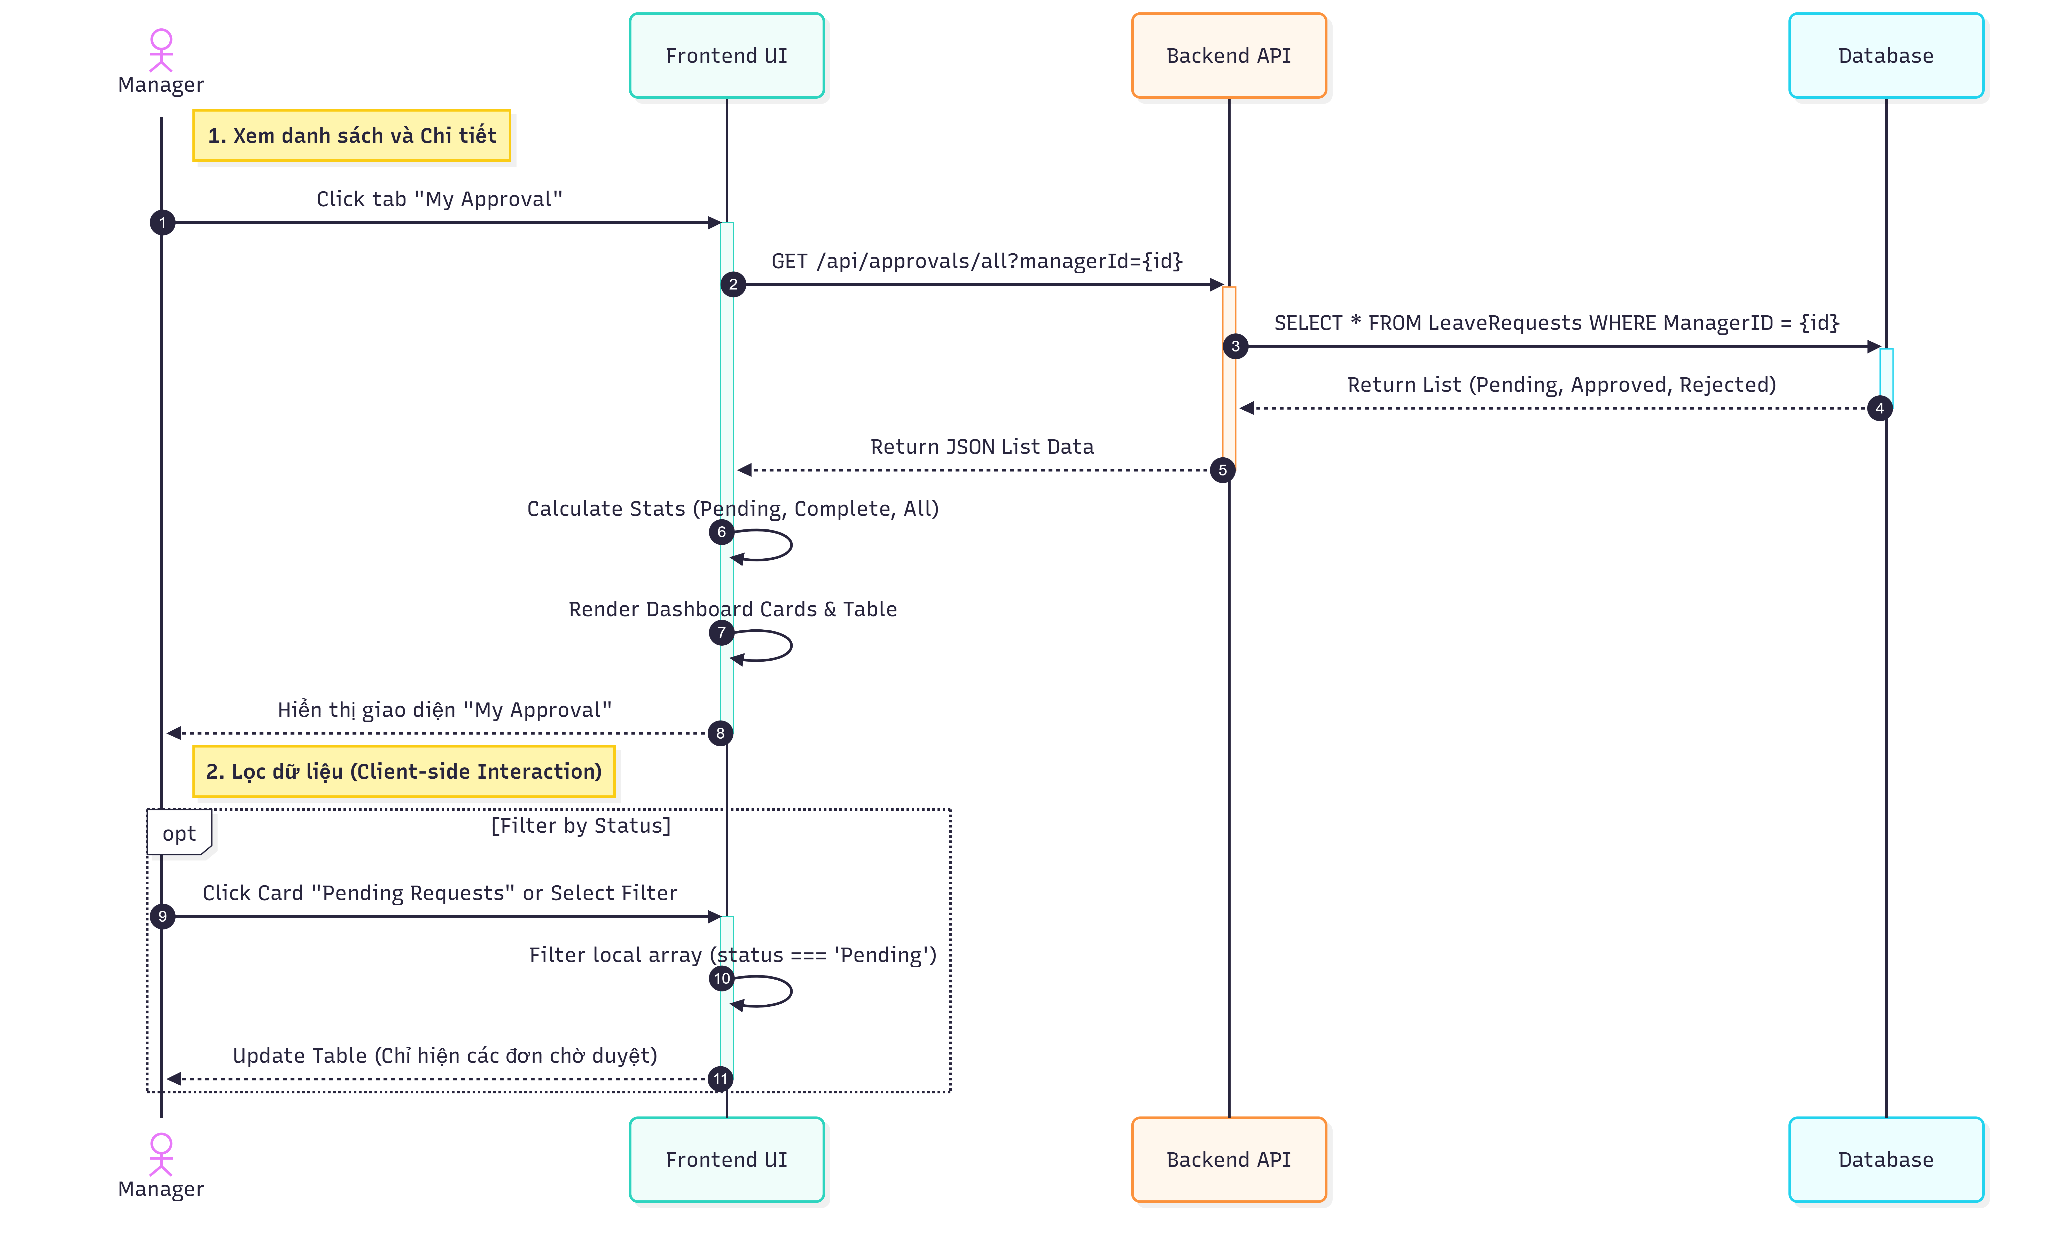 Manager
Frontend UI
Backend API
Database
1. Xem danh sách và Chi tiết
Click tab "My Approval"
1
GET /api/approvals/all?managerId={id}
2
SELECT * FROM LeaveRequests WHERE ManagerID = {id}
3
Return List (Pending, Approved, Rejected)
4
Return JSON List Data
5
Calculate Stats (Pending, Complete, All)
6
Render Dashboard Cards & Table
7
Hiển thị giao diện "My Approval"
8
2. Lọc dữ liệu (Client-side Interaction)
opt
[Filter by Status]
Click Card "Pending Requests" or Select Filter
9
Filter local array (status === 'Pending')
10
Update Table (Chỉ hiện các đơn chờ duyệt)
11
Manager
Frontend UI
Backend API
Database